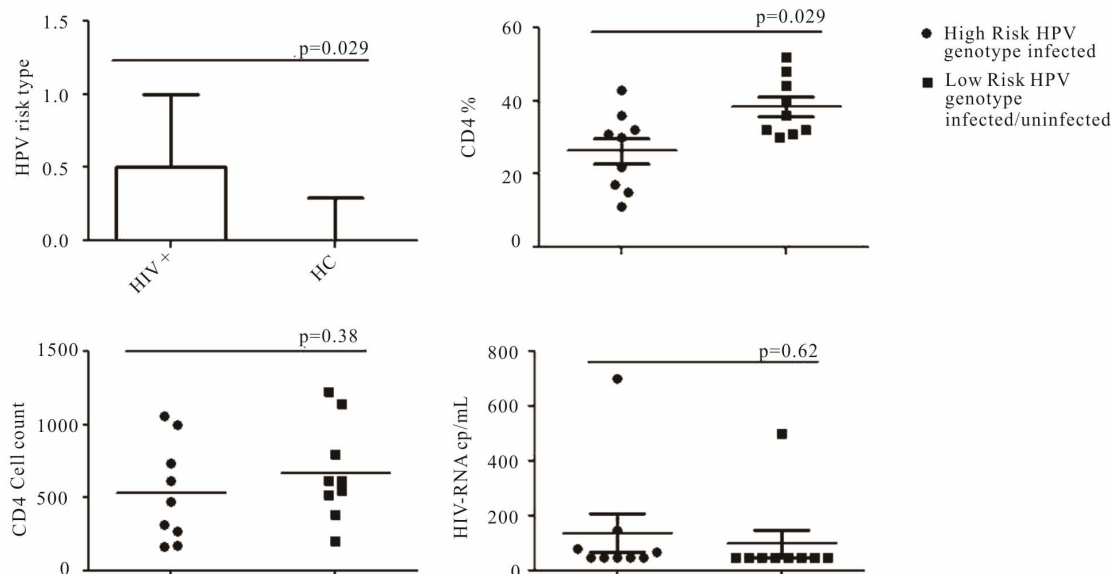 1.5
p=0.029
1.0
HPV risk type
0.5
0.0
HIV +
HC
p=0.029
60
40
CD4 %
20
0
High Risk HPV
genotype infected
Low Risk HPV
genotype
infected/uninfected
p=0.38
1500
1000
CD4 Cell count
500
0
p=0.62
800
600
HIV-RNA cp/mL
400
200
0